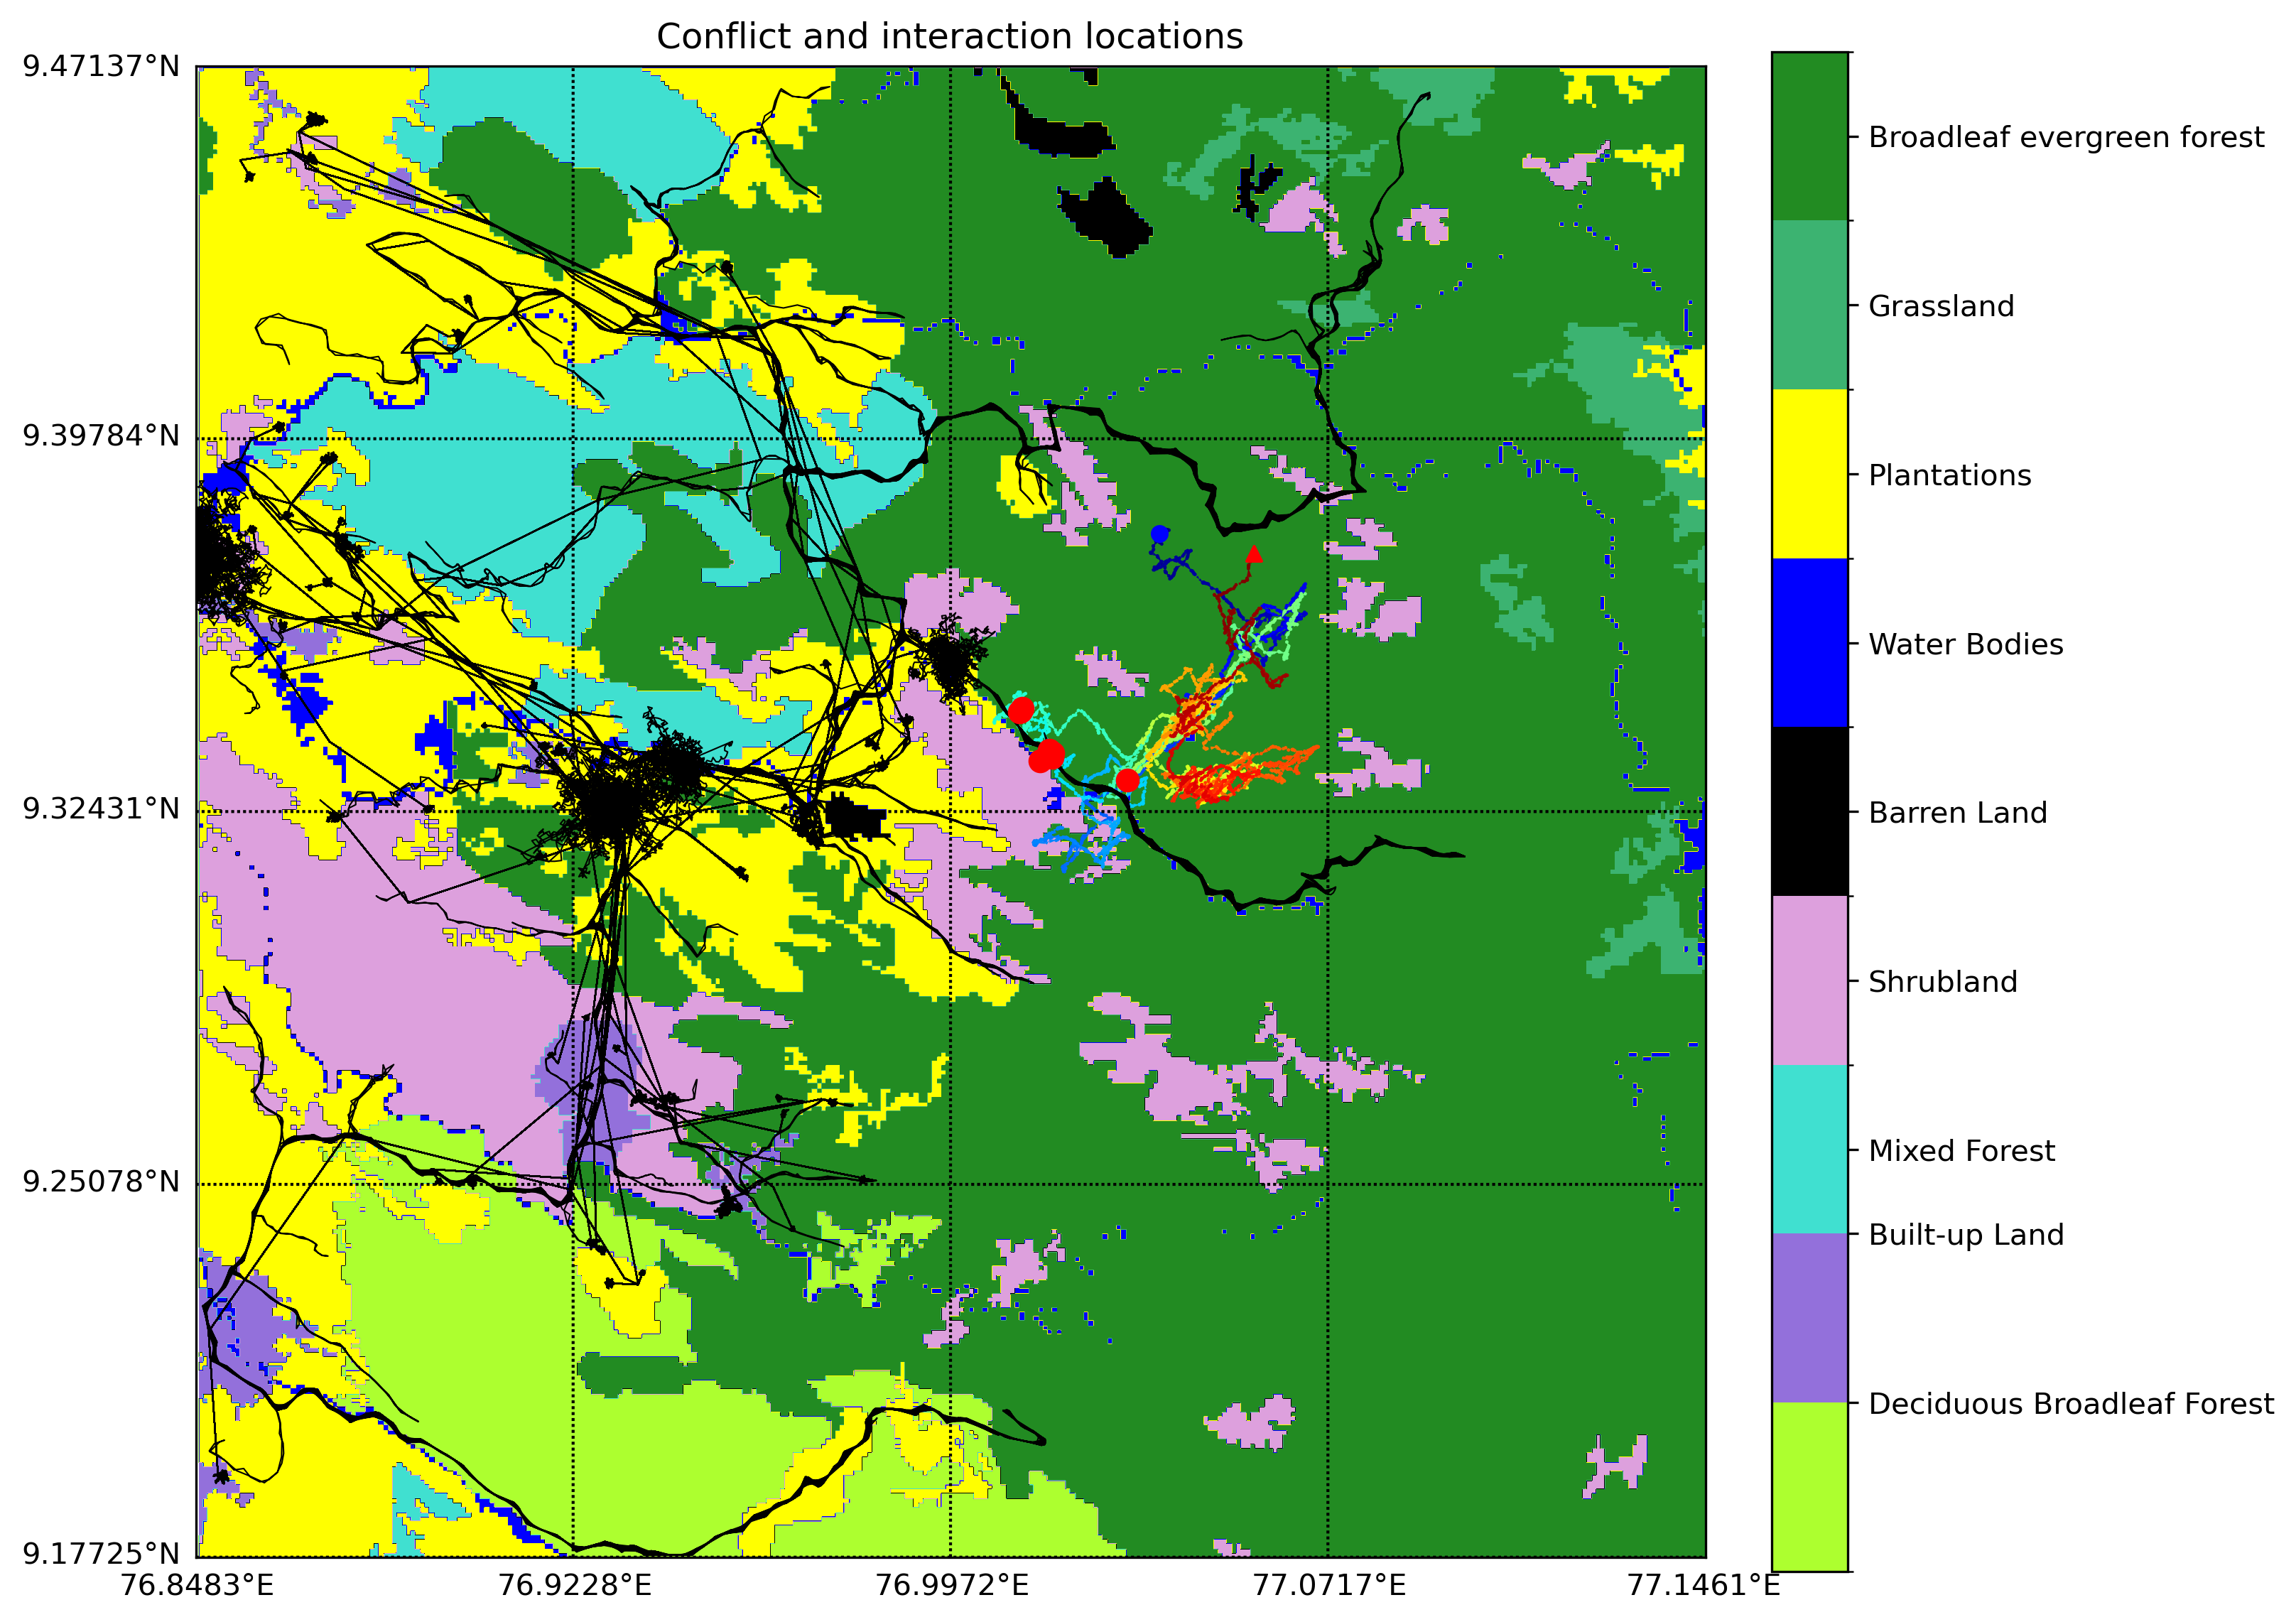 Conflict and interaction locations
9.47137°N
9.39784°N
9.32431°N
9.25078°N
9.17725°N
76.8483°E
76.9228°E
76.9972°E
77.0717°E
77.1461°E
Broadleaf evergreen forest
Grassland
Plantations
Water Bodies
Barren Land
Shrubland
Mixed Forest
Built-up Land
Deciduous Broadleaf Forest